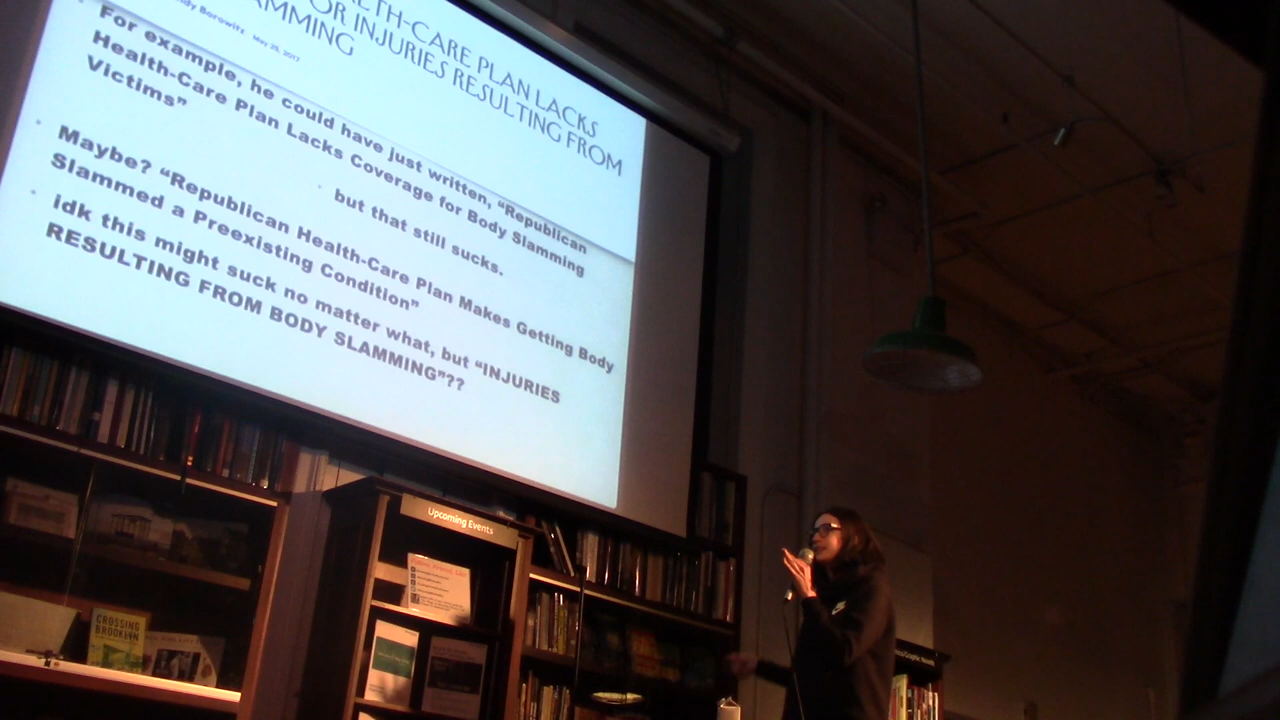 LTH-CARE PLAN LACKS
OR INJURIES RESULTING FROM
AMMING
dy Borowitz May 25, 2017
For example, he could have just written, “Republican
Health-Care Plan Lacks Coverage for Body Slamming
Victims”
but that still sucks.
Maybe? “Republican Health-Care Plan Makes Getting Body
Slammed a Preexisting Condition”
idk this might suck no matter what, but “INJURIES
RESULTING FROM BODY SLAMMING”??
Upcoming Events
CROSSING
BROOKLYN